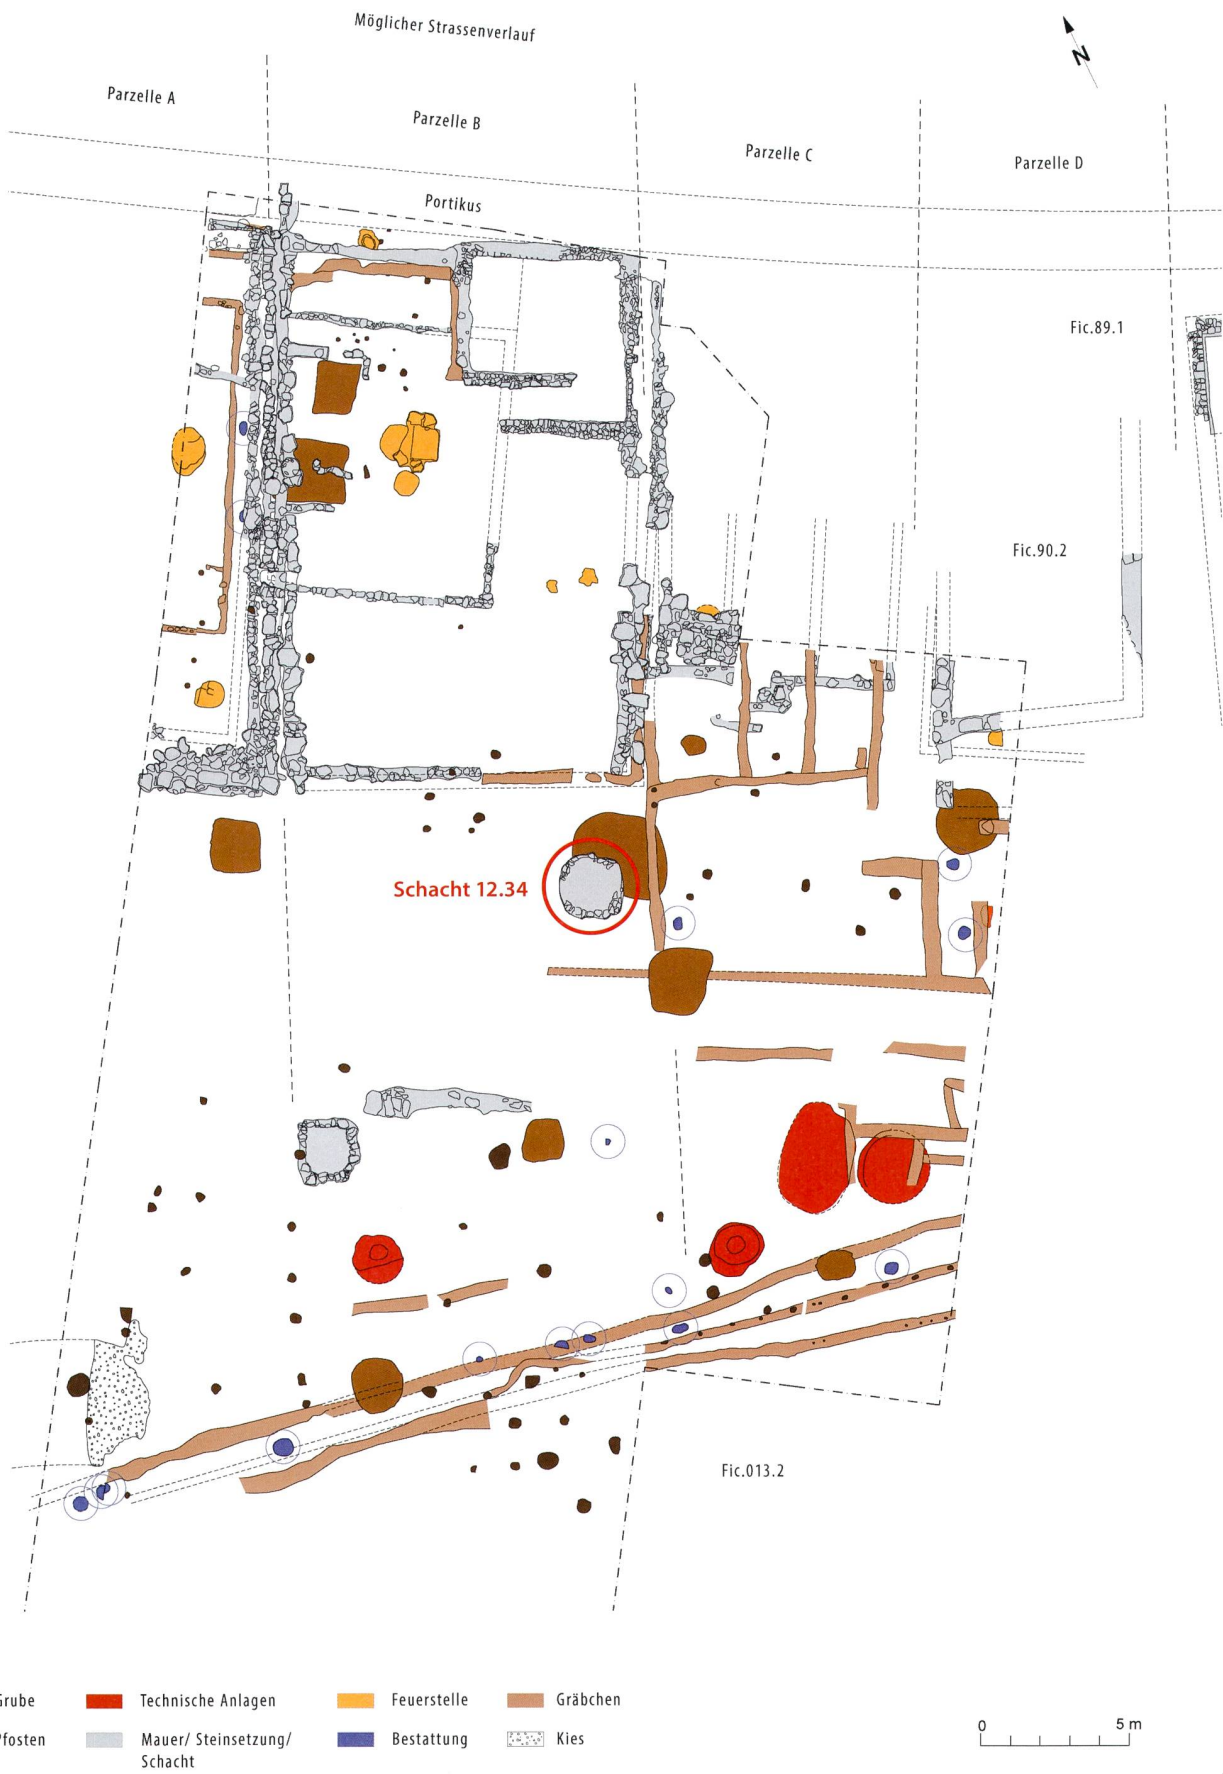 Möglicher Strassenverlauf
N
Parzelle A
Parzelle B
Parzelle C
Parzelle D
Portikus
Fic.89.1
Fic.90.2
Schacht 12.34
Fic.013.2
Technische Anlagen
Feuerstelle
Gräbchen
Pfosten
Mauer/ Steinsetzung/
Schacht
Bestattung
Kies
0 5 m